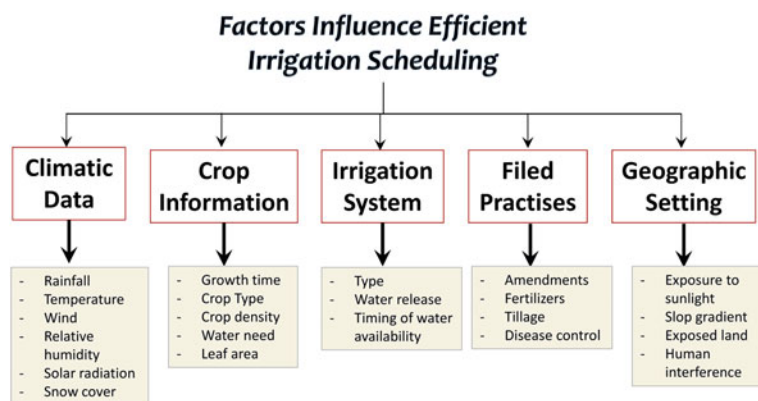 Factors Influence Efficient
Irrigation Scheduling
Climatic
Data
Crop
Information
Irrigation
System
Filed
Practises
Geographic
Setting
- Rainfall
- Temperature
- Wind
- Relative
humidity
- Solar radiation
- Snow cover
- Growth time
- Crop Type
- Crop density
- Water need
- Leaf area
- Type
- Water release
- Timing of water
availability
- Amendments
- Fertilizers
- Tillage
- Disease control
- Exposure to
sunlight
- Slop gradient
- Exposed land
- Human
interference